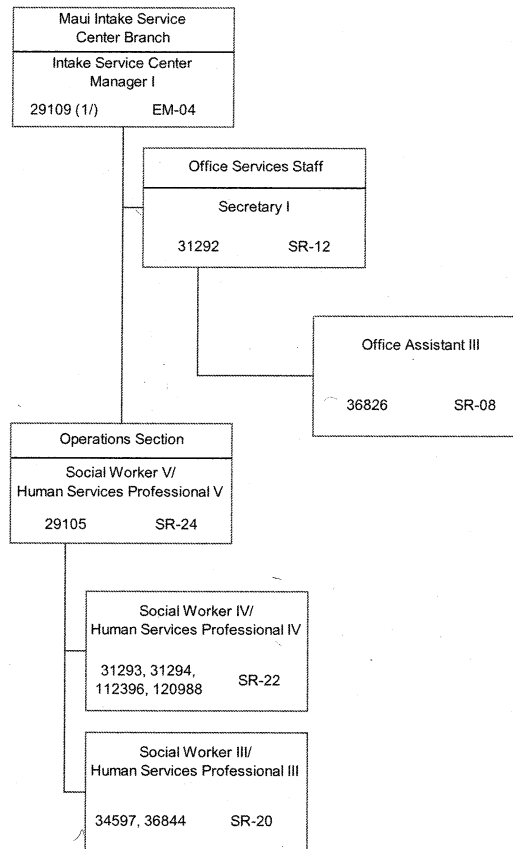 Maui Intake Service
Center Branch
Intake Service Center
Manager I
29109 (1/) EM-04
Office Services Staff
Secretary I
31292 SR-12
Office Assistant III
36826 SR-08
Operations Section
Social Worker V/
Human Services Professional V
29105 SR-24
Social Worker IV/
Human Services Professional IV
31293, 31294,
112396, 120988 SR-22
Social Worker III/
Human Services Professional III
34597, 36844 SR-20